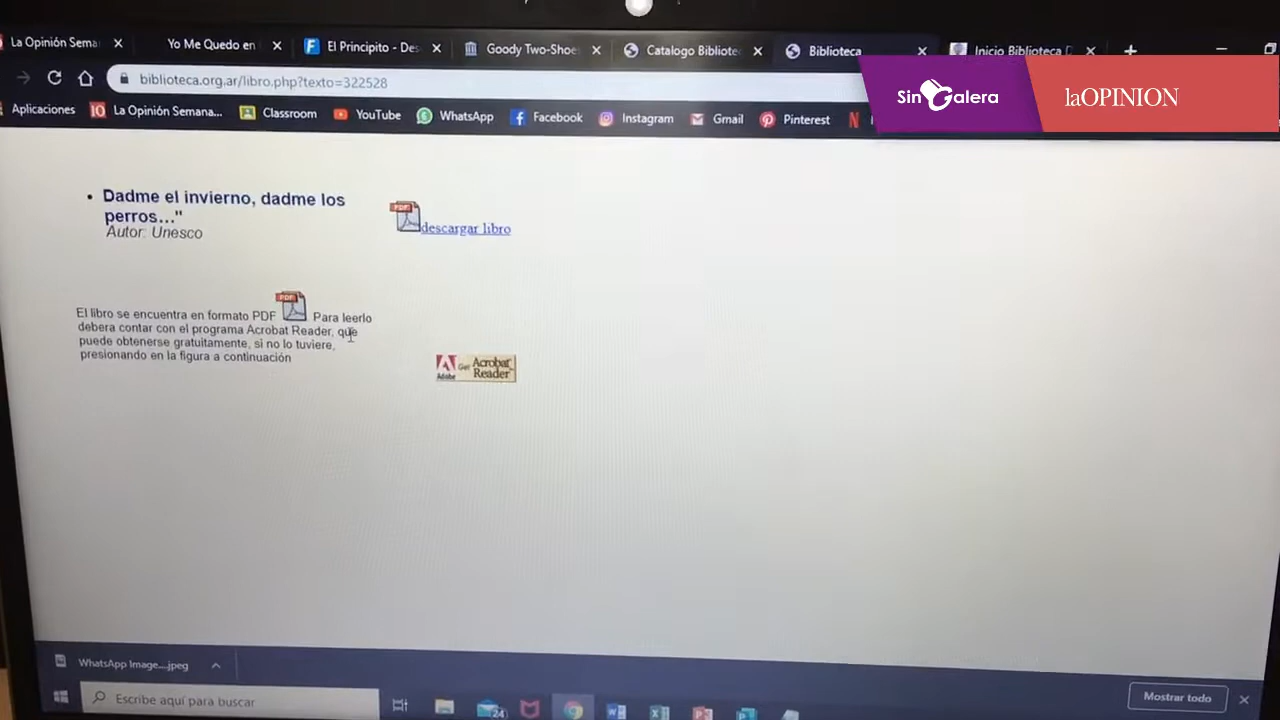 La Opinión Sema
Yo Me Quedo en
El Principito - Des
Goody Two-Shoe
Catalogo Bibliote
Biblioteca
Inicio Biblioteca D
biblioteca.org.ar/libro.php?texto=322528
Sin Galera
laOPINION
Aplicaciones
La Opinión Semana...
Classroom
YouTube
WhatsApp
Facebook
Instagram
Gmail
Pinterest
Dadme el invierno, dadme los
perros..."
Autor: Unesco
PDF
descargar libro
El libro se encuentra en formato PDF PDF Para leerlo
debera contar con el programa Acrobat Reader, que
puede obtenerse gratuitamente, si no lo tuviere,
presionando en la figura a continuación
Adobe
Get Acrobat
Reader
WhatsApp Image....jpeg
Mostrar todo
Escribe aquí para buscar
24